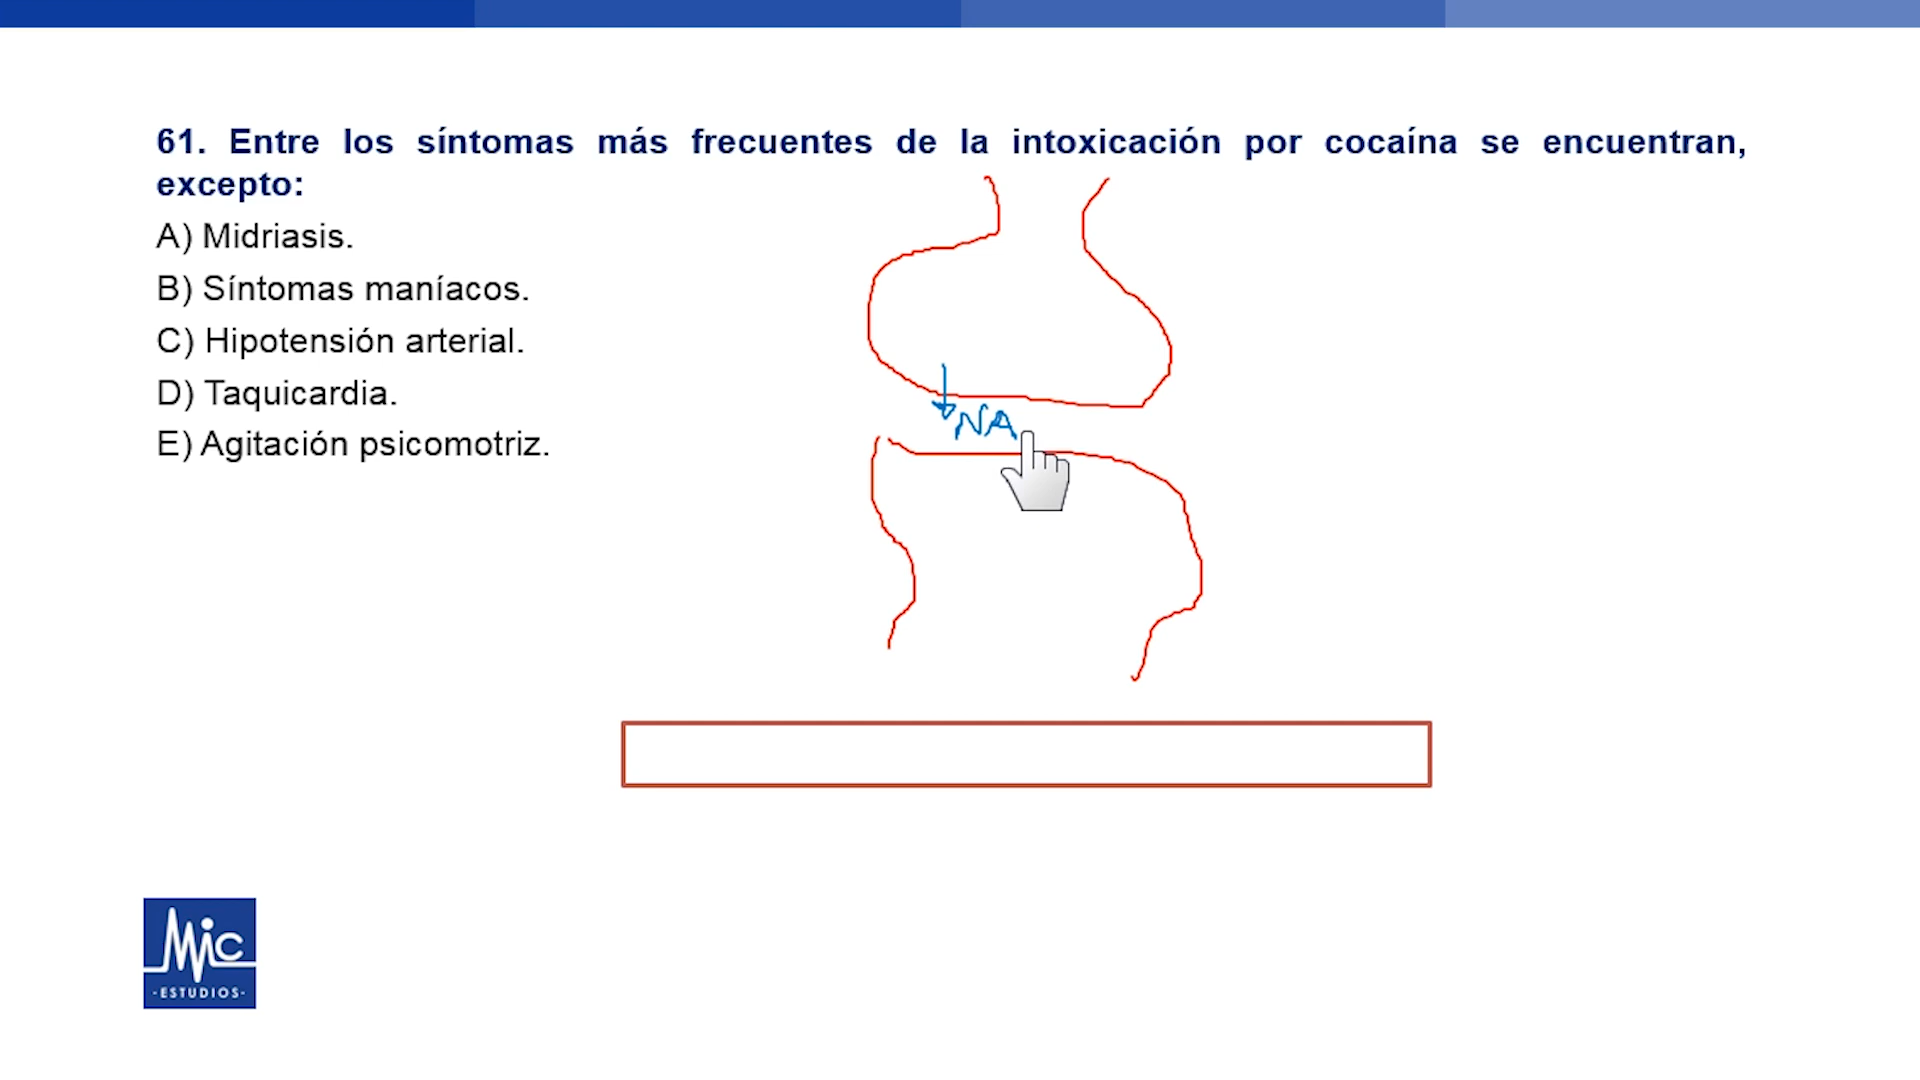 61. Entre los síntomas más frecuentes de la intoxicación por cocaína se encuentran,
excepto:
A) Midriasis.
B) Síntomas maníacos.
C) Hipotensión arterial.
D) Taquicardia.
E) Agitación psicomotriz.
NA
Mic
·ESTUDIOS·